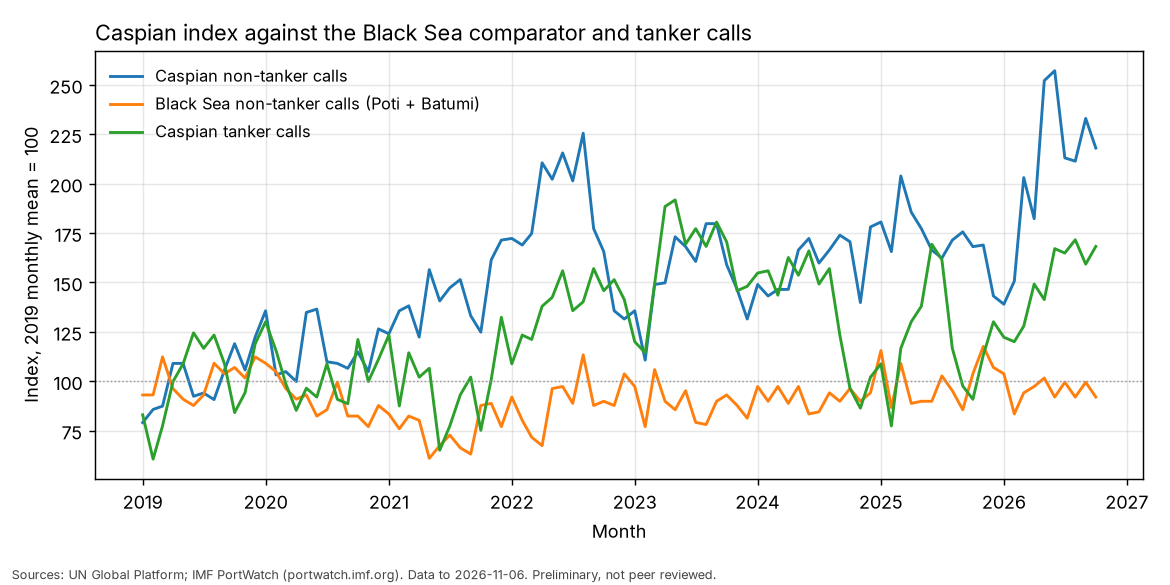 Caspian index against the Black Sea comparator and tanker calls
Caspian non-tanker calls
Black Sea non-tanker calls (Poti + Batumi)
Caspian tanker calls
Index, 2019 monthly mean = 100
250
225
200
175
150
125
100
75
2019 2020 2021 2022 2023 2024 2025 2026 2027
Month
Sources: UN Global Platform; IMF PortWatch (portwatch.imf.org). Data to 2026-11-06. Preliminary, not peer reviewed.